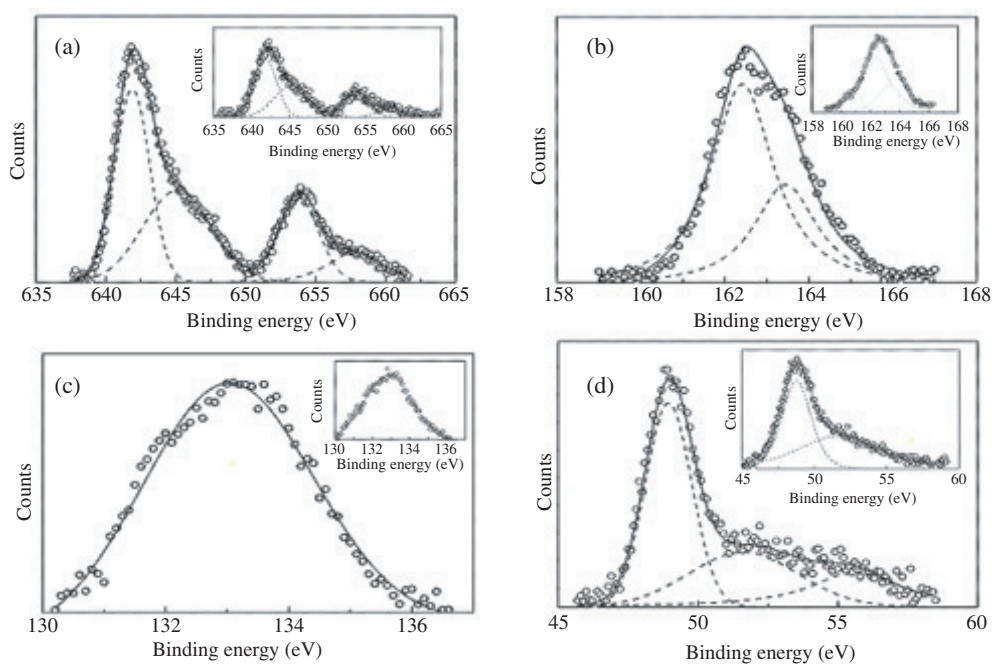 (a)
Counts
Counts
635 640 645 650 655 660 665
Binding energy (eV)
635 640 645 650 655 660 665
Binding energy (eV)
(b)
Counts
Counts
158 160 162 164 166 168
Binding energy (eV)
158 160 162 164 166 168
Binding energy (eV)
(c)
Counts
Counts
130 132 134 136
Binding energy (eV)
130 132 134 136
Binding energy (eV)
(d)
Counts
Counts
45 50 55 60
Binding energy (eV)
45 50 55 60
Binding energy (eV)